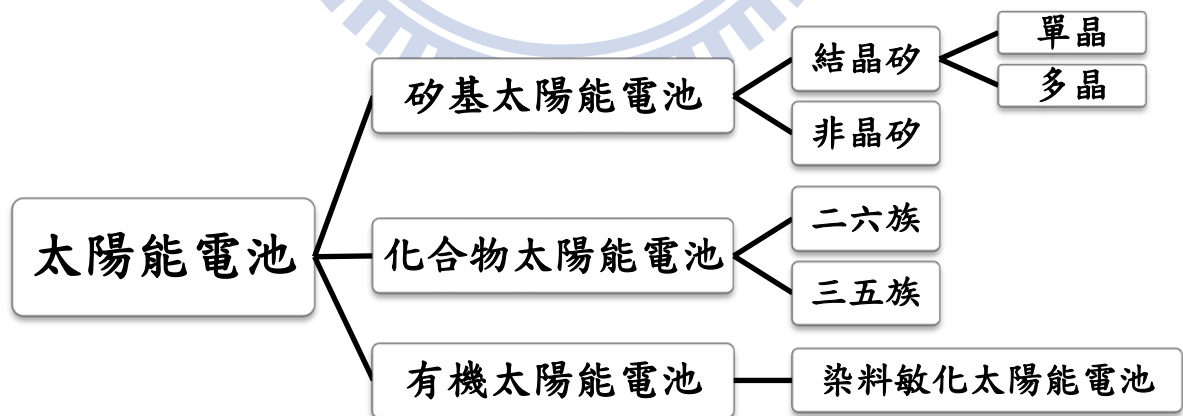 太陽能電池
矽基太陽能電池
結晶矽
單晶
多晶
非晶矽
化合物太陽能電池
二六族
三五族
有機太陽能電池
染料敏化太陽能電池